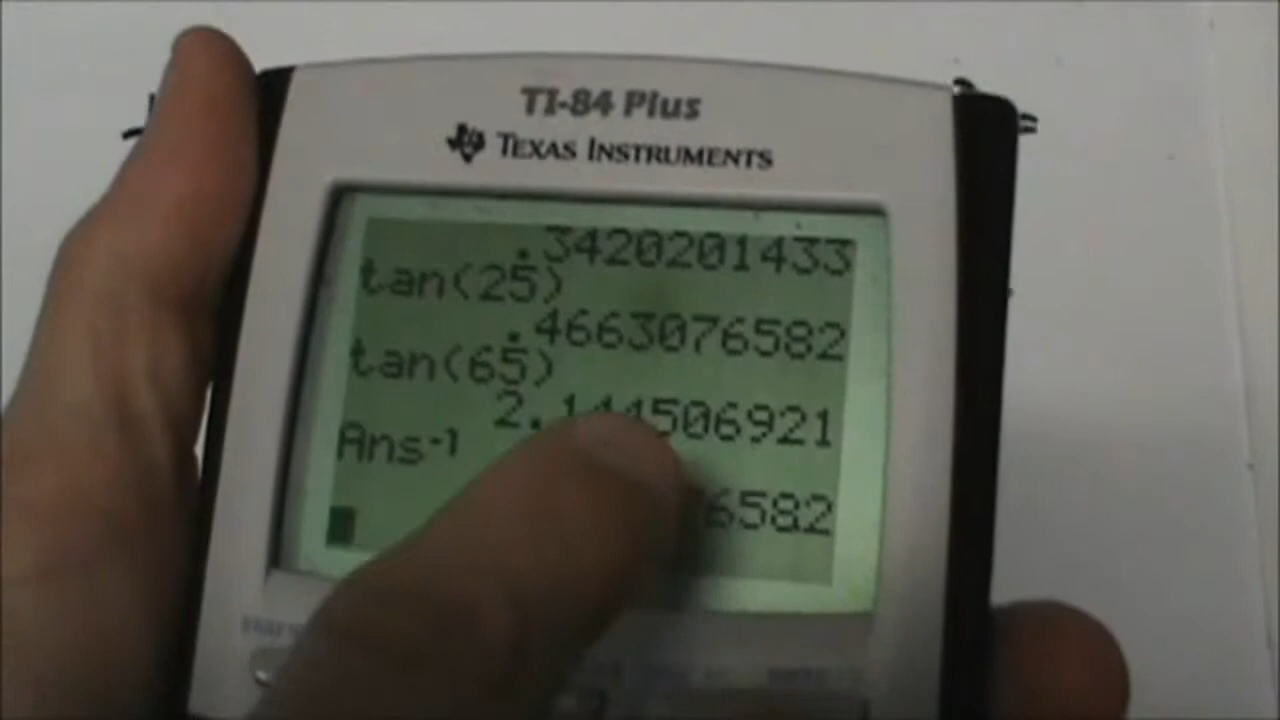 TI-84 Plus
TEXAS INSTRUMENTS
.3420201433
tan(25)
.4663076582
tan(65)
2.144506921
Ans⁻¹
6582